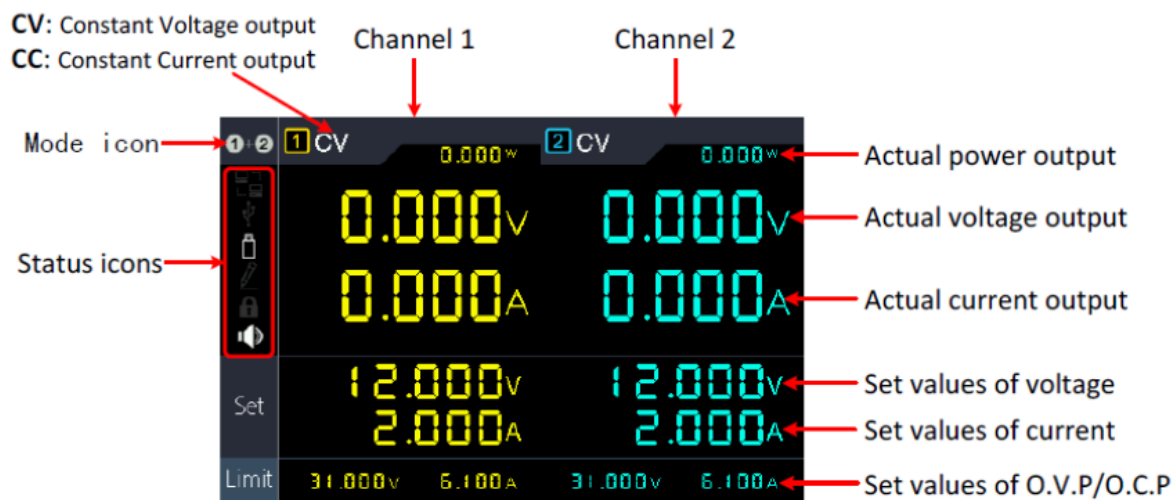 CV: Constant Voltage output
CC: Constant Current output
Channel 1
Channel 2
Mode icon
1+2
1 CV
0.000W
2 CV
0.000W
Actual power output
0.000V
0.000V
Actual voltage output
Status icons
0.000A
0.000A
Actual current output
Set
12.000V
12.000V
Set values of voltage
2.000A
2.000A
Set values of current
Limit
31.000V
6.100A
31.000V
6.100A
Set values of O.V.P/O.C.P